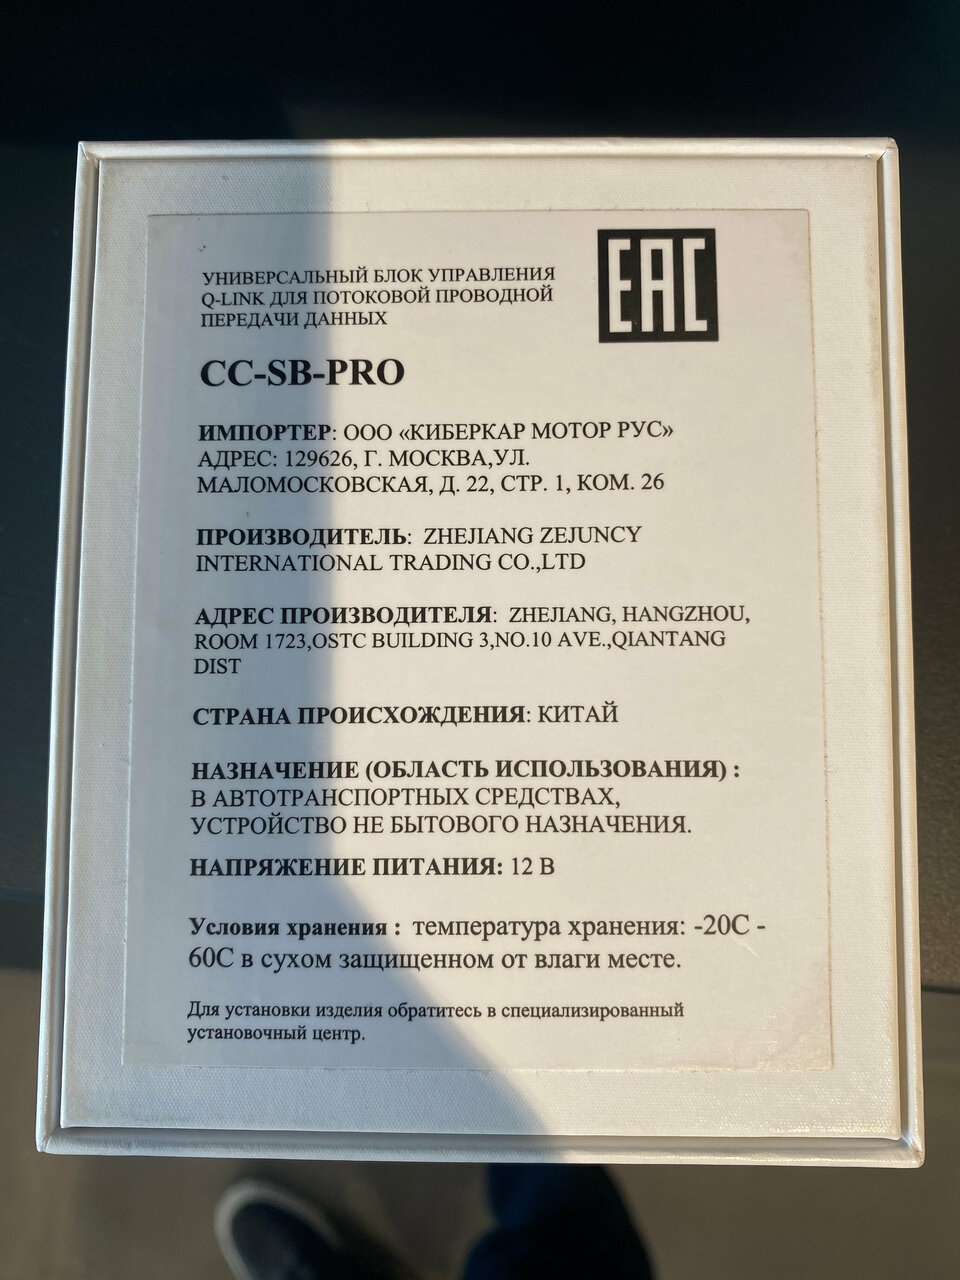 УНИВЕРСАЛЬНЫЙ БЛОК УПРАВЛЕНИЯ
Q-LINK ДЛЯ ПОТОКОВОЙ ПРОВОДНОЙ
ПЕРЕДАЧИ ДАННЫХ
EAC
CC-SB-PRO
ИМПОРТЕР: ООО «КИБЕРКАР МОТОР РУС»
АДРЕС: 129626, Г. МОСКВА,УЛ.
МАЛОМОСКОВСКАЯ, Д. 22, СТР. 1, КОМ. 26
ПРОИЗВОДИТЕЛЬ: ZHEJIANG ZEJUNCY
INTERNATIONAL TRADING CO.,LTD
АДРЕС ПРОИЗВОДИТЕЛЯ: ZHEJIANG, HANGZHOU,
ROOM 1723,OSTC BUILDING 3,NO.10 AVE.,QIANTANG
DIST
СТРАНА ПРОИСХОЖДЕНИЯ: КИТАЙ
НАЗНАЧЕНИЕ (ОБЛАСТЬ ИСПОЛЬЗОВАНИЯ) :
В АВТОТРАНСПОРТНЫХ СРЕДСТВАХ,
УСТРОЙСТВО НЕ БЫТОВОГО НАЗНАЧЕНИЯ.
НАПРЯЖЕНИЕ ПИТАНИЯ: 12 В
Условия хранения : температура хранения: -20С -
60С в сухом защищенном от влаги месте.
Для установки изделия обратитесь в специализированный
установочный центр.